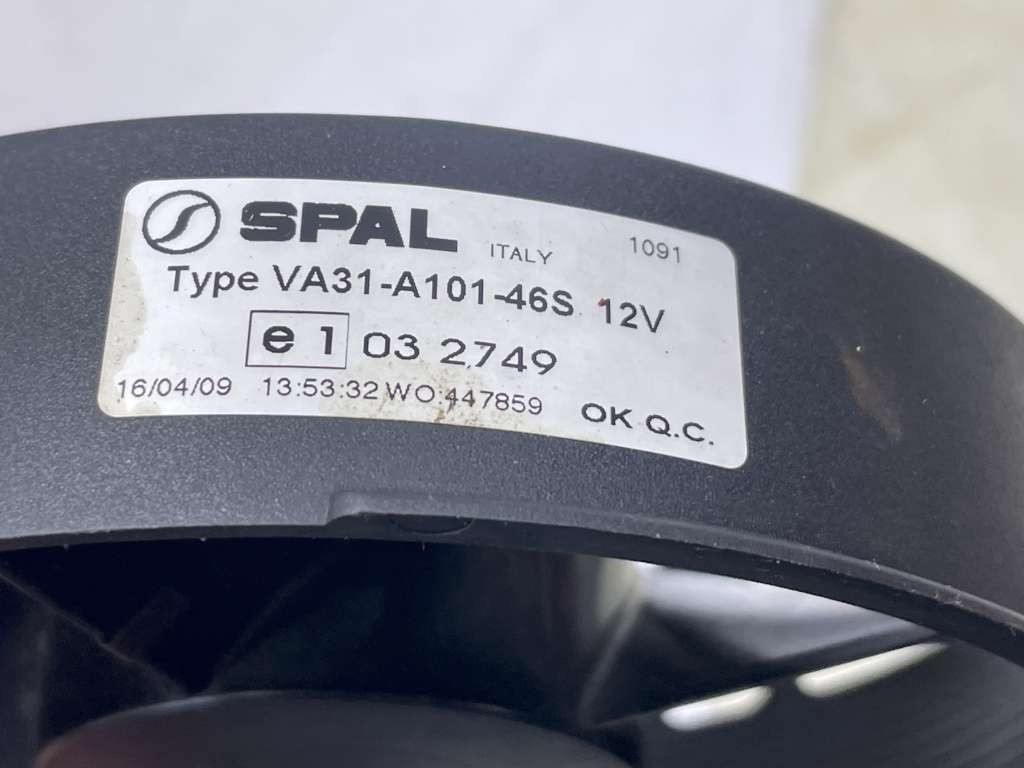 SPAL ITALY 1091
Type VA31-A101-46S 12V
e 1 03 2749
16/04/09 13:53:32 WO:447859 OK Q.C.